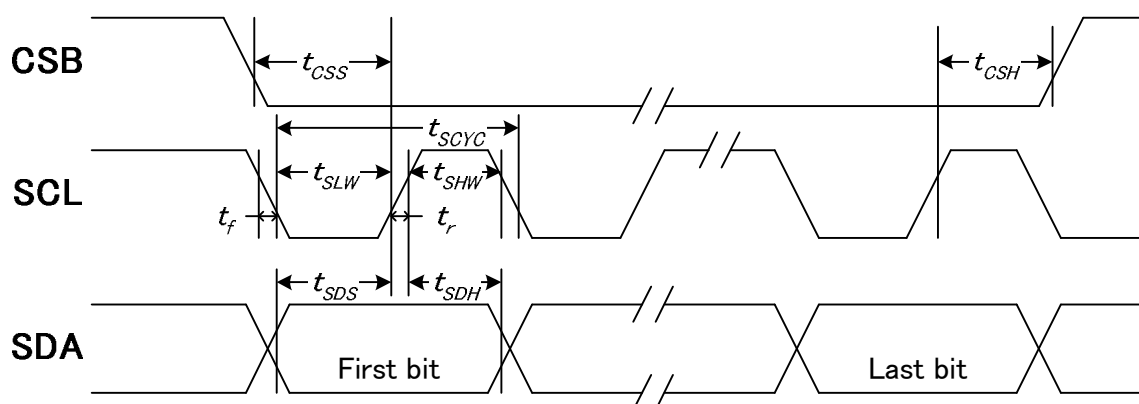 CSB
tCSS
tCSH
tSCYC
SCL
tSLW
tSHW
tf
tr
SDA
tSDS
tSDH
First bit
Last bit